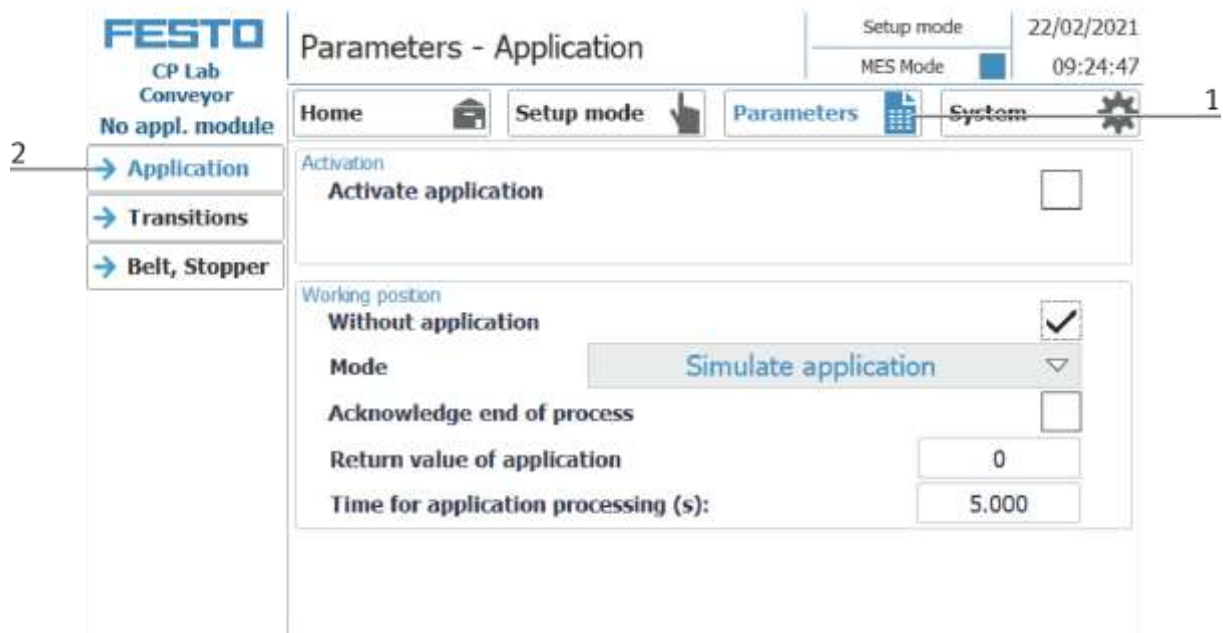 FESTO
CP Lab
Conveyor
No appl. module
Parameters - Application
Setup mode
22/02/2021
MES Mode
09:24:47
Home
Setup mode
Parameters
System
1
2
Application
Transitions
Belt, Stopper
Activation
Activate application
Working position
Without application
Mode
Simulate application
Acknowledge end of process
Return value of application
0
Time for application processing (s):
5.000